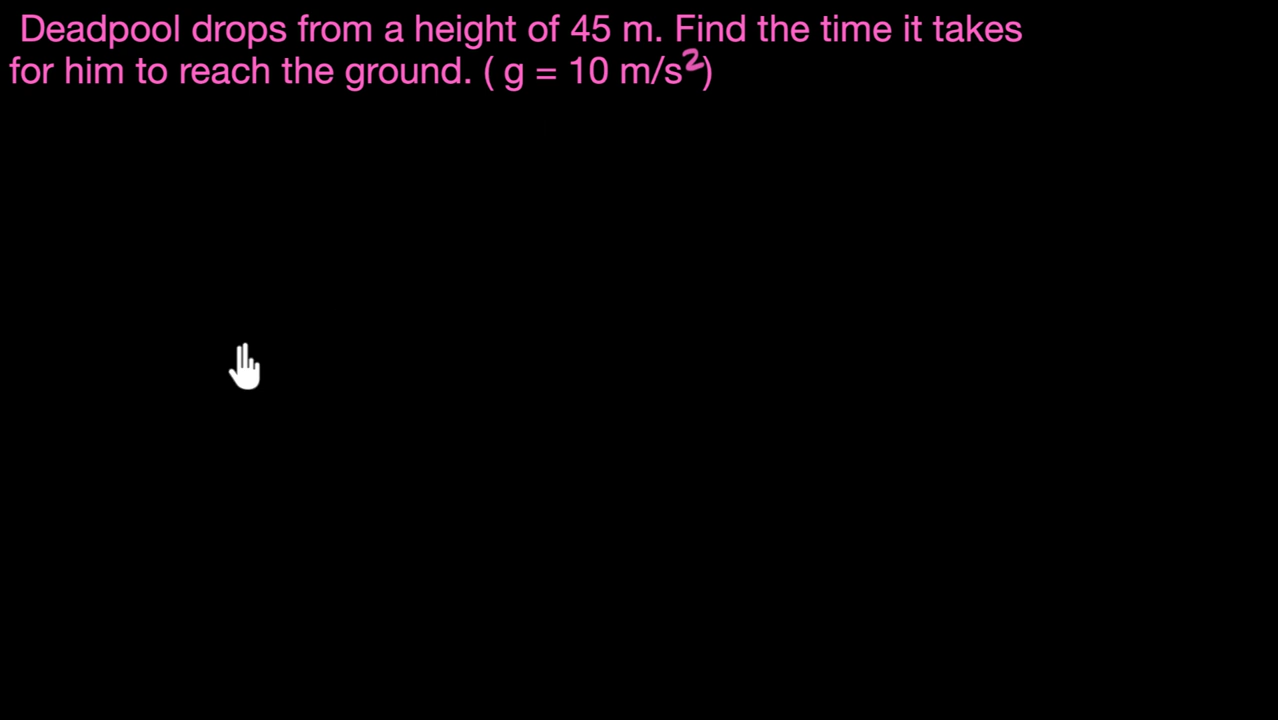 Deadpool drops from a height of 45 m. Find the time it takes
for him to reach the ground. ( g = 10 m/s²)